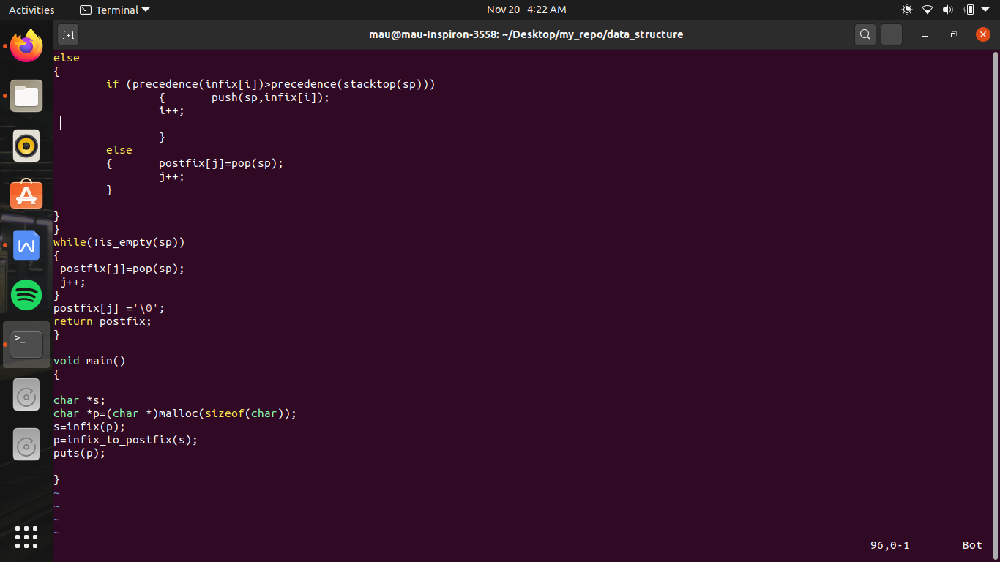 Activities
Terminal
Nov 20 4:22 AM
mau@mau-Inspiron-3558: ~/Desktop/my_repo/data_structure
else
{
if (precedence(infix[i])>precedence(stacktop(sp)))
{ push(sp,infix[i]);
i++;
}
else
{ postfix[j]=pop(sp);
j++;
}
}
}
while(!is_empty(sp))
{
postfix[j]=pop(sp);
j++;
}
postfix[j] ='\0';
return postfix;
}
void main()
{
char *s;
char *p=(char *)malloc(sizeof(char));
s=infix(p);
p=infix_to_postfix(s);
puts(p);
}
~
~
~
~
96,0-1 Bot